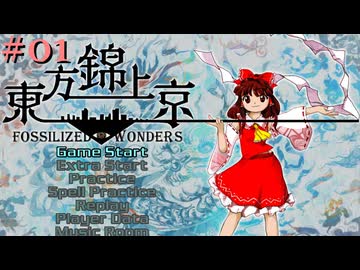 #01
東方錦上京
FOSSILIZED WONDERS
Game Start
Extra Start
Practice
Spell Practice
Replay
Player Data
Music Room